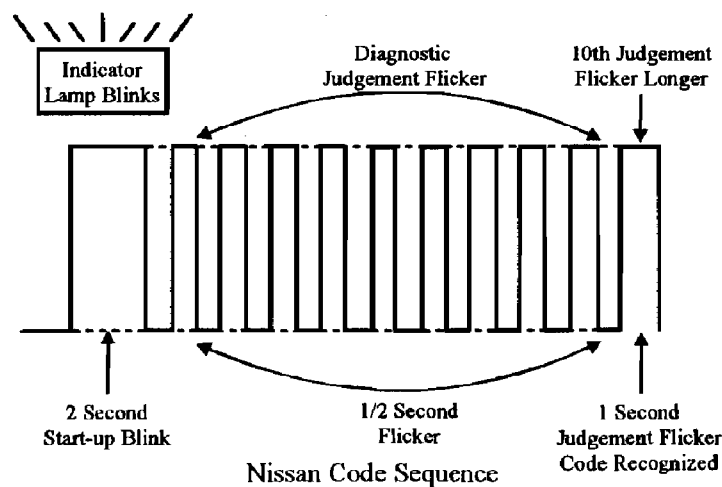 Indicator
Lamp Blinks
Diagnostic
Judgement Flicker
10th Judgement
Flicker Longer
2 Second
Start-up Blink
1/2 Second
Flicker
1 Second
Judgement Flicker
Code Recognized
Nissan Code Sequence